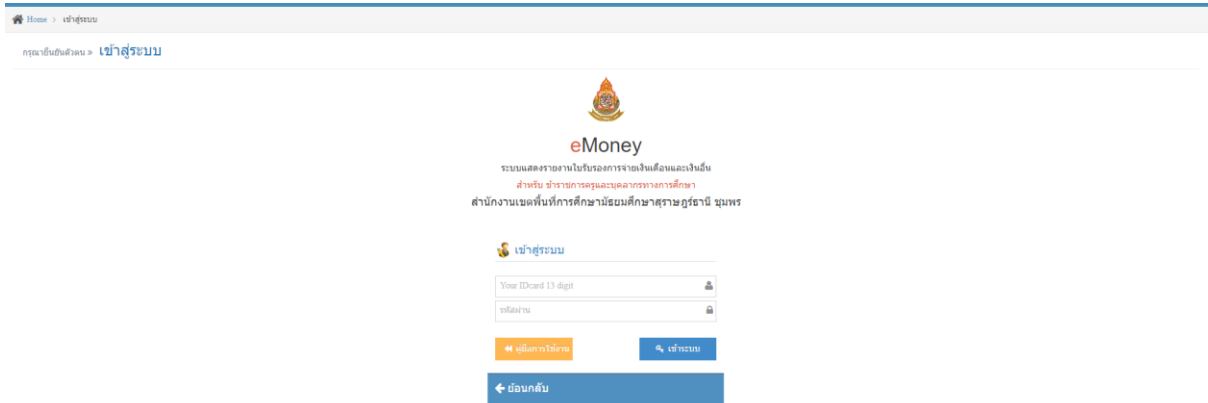 Home > เข้าสู่ระบบ
กรุณายืนยันตัวตน » เข้าสู่ระบบ
eMoney
ระบบแสดงรายงานใบรับรองการจ่ายเงินเดือนและเงินอื่น
สำหรับ ข้าราชการครูและบุคลากรทางการศึกษา
สำนักงานเขตพื้นที่การศึกษามัธยมศึกษาสุราษฎร์ธานี ชุมพร
เข้าสู่ระบบ
Your IDcard 13 digit
รหัสผ่าน
คู่มือการใช้งาน
เข้าระบบ
ย้อนกลับ